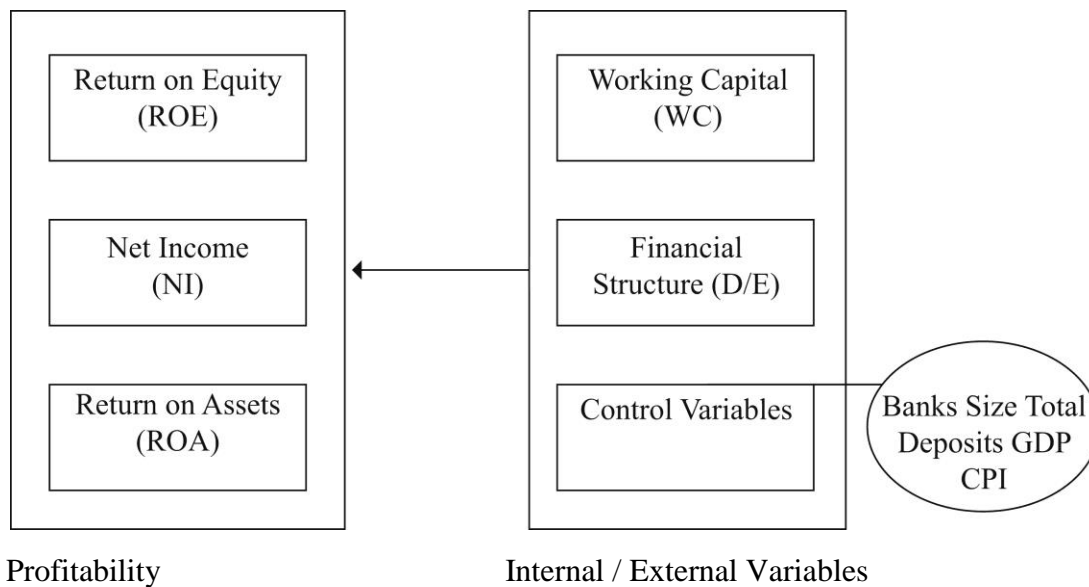 Return on Equity
(ROE)
Net Income
(NI)
Return on Assets
(ROA)
Working Capital
(WC)
Financial
Structure (D/E)
Control Variables
Banks Size Total
Deposits GDP
CPI
Profitability
Internal / External Variables